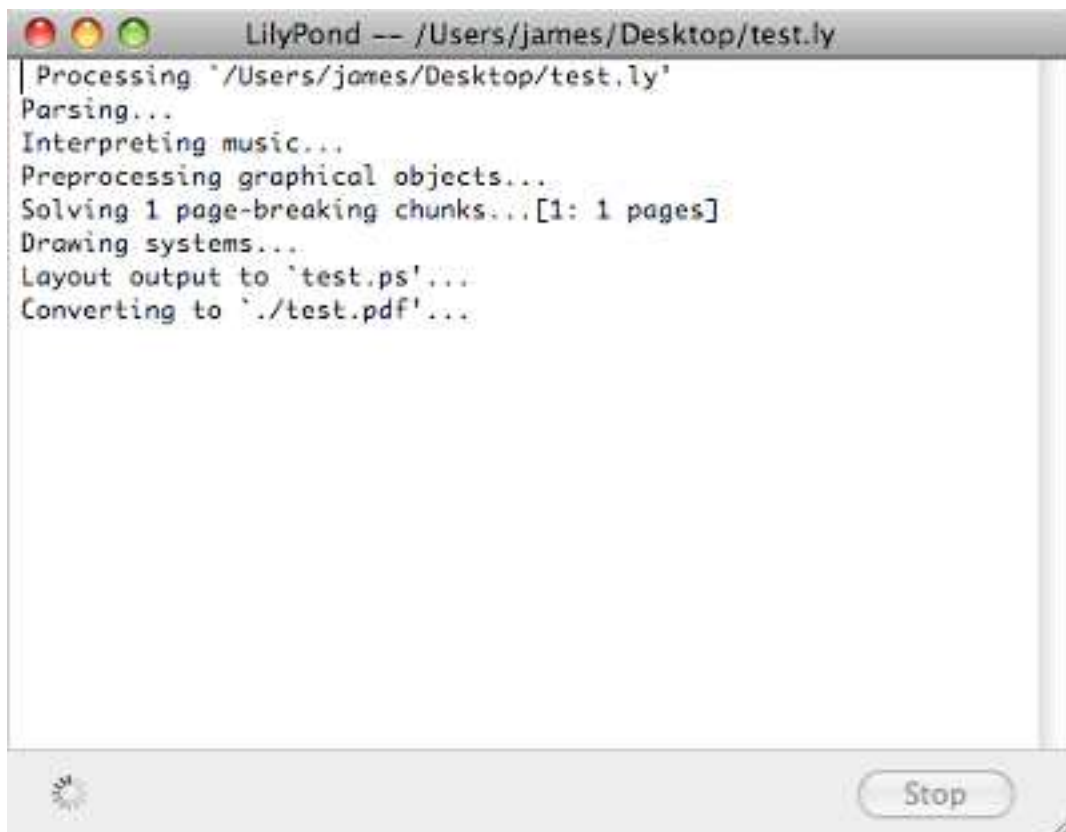 LilyPond -- /Users/james/Desktop/test.ly
Processing `/Users/james/Desktop/test.ly'
Parsing...
Interpreting music...
Preprocessing graphical objects...
Solving 1 page-breaking chunks...[1: 1 pages]
Drawing systems...
Layout output to `test.ps'...
Converting to `./test.pdf'...
Stop